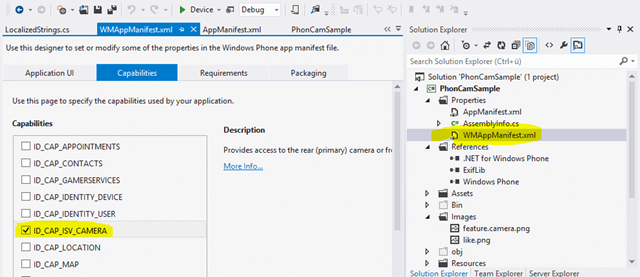 Device
Debug
LocalizedStrings.cs
WMAppManifest.xml
AppManifest.xml
PhonCamSample
Use this designer to set or modify some of the properties in the Windows Phone app manifest file.
Application UI
Capabilities
Requirements
Packaging
Use this page to specify the capabilities used by your application.
Capabilities
ID_CAP_APPOINTMENTS
ID_CAP_CONTACTS
ID_CAP_GAMERSERVICES
ID_CAP_IDENTITY_DEVICE
ID_CAP_IDENTITY_USER
ID_CAP_ISV_CAMERA
ID_CAP_LOCATION
ID_CAP_MAP
Description
Provides access to the rear (primary) camera or
More Info...
Solution Explorer
Search Solution Explorer (Ctrl+ü)
Solution 'PhonCamSample' (1 project)
PhonCamSample
Properties
AppManifest.xml
AssemblyInfo.cs
WMAppManifest.xml
References
.NET for Windows Phone
ExifLib
Windows Phone
Assets
Bin
Images
feature.camera.png
like.png
obj
Resources
Solution Explorer
Team Explorer
Server Explorer